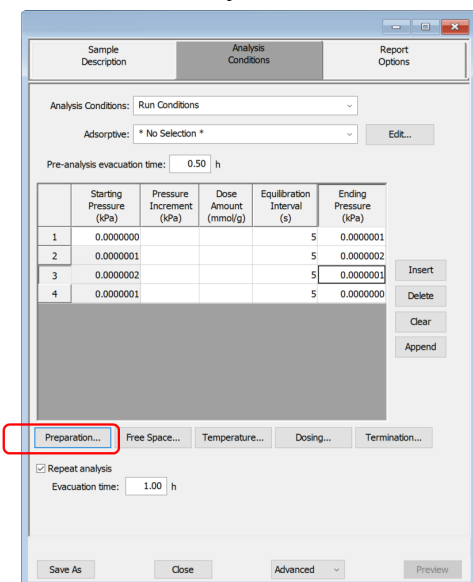 Sample Description
Analysis Conditions
Report Options
Analysis Conditions: Run Conditions
Adsorptive: * No Selection * Edit...
Pre-analysis evacuation time: 0.50 h
Starting Pressure (kPa) Pressure Increment (kPa) Dose Amount (mmol/g) Equilibration Interval (s) Ending Pressure (kPa)
1 0.0000000 5 0.0000001
2 0.0000001 5 0.0000002
3 0.0000002 5 0.0000001
4 0.0000001 5 0.0000000
Insert
Delete
Clear
Append
Preparation... Free Space... Temperature... Dosing... Termination...
Repeat analysis
Evacuation time: 1.00 h
Save As Close Advanced Preview